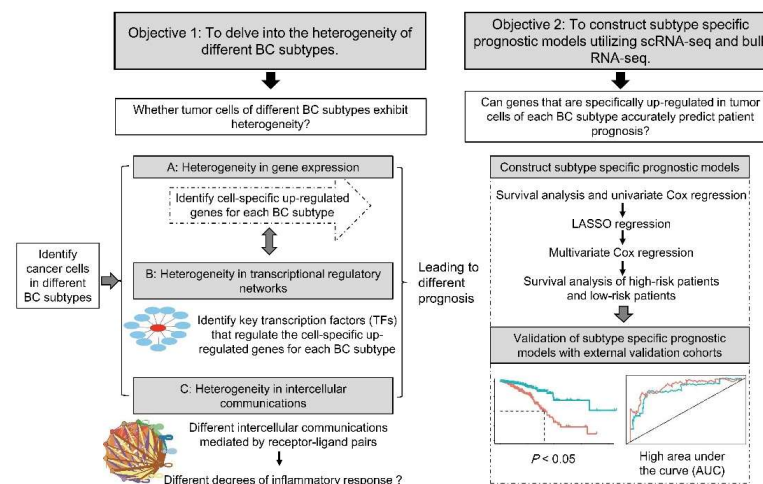 Objective 1: To delve into the heterogeneity of
different BC subtypes.
Whether tumor cells of different BC subtypes exhibit
heterogeneity?
Identify
cancer cells
in different
BC subtypes
A: Heterogeneity in gene expression
Identify cell-specific up-regulated
genes for each BC subtype
B: Heterogeneity in transcriptional regulatory
networks
Identify key transcription factors (TFs)
that regulate the cell-specific up-
regulated genes for each BC subtype
C: Heterogeneity in intercellular
communications
Different intercellular communications
mediated by receptor-ligand pairs
Different degrees of inflammatory response ?
Leading to
different
prognosis
Objective 2: To construct subtype specific
prognostic models utilizing scRNA-seq and bulk
RNA-seq.
Can genes that are specifically up-regulated in tumor
cells of each BC subtype accurately predict patient
prognosis?
Construct subtype specific prognostic models
Survival analysis and univariate Cox regression
LASSO regression
Multivariate Cox regression
Survival analysis of high-risk patients
and low-risk patients
Validation of subtype specific prognostic
models with external validation cohorts
P < 0.05
High area under
the curve (AUC)